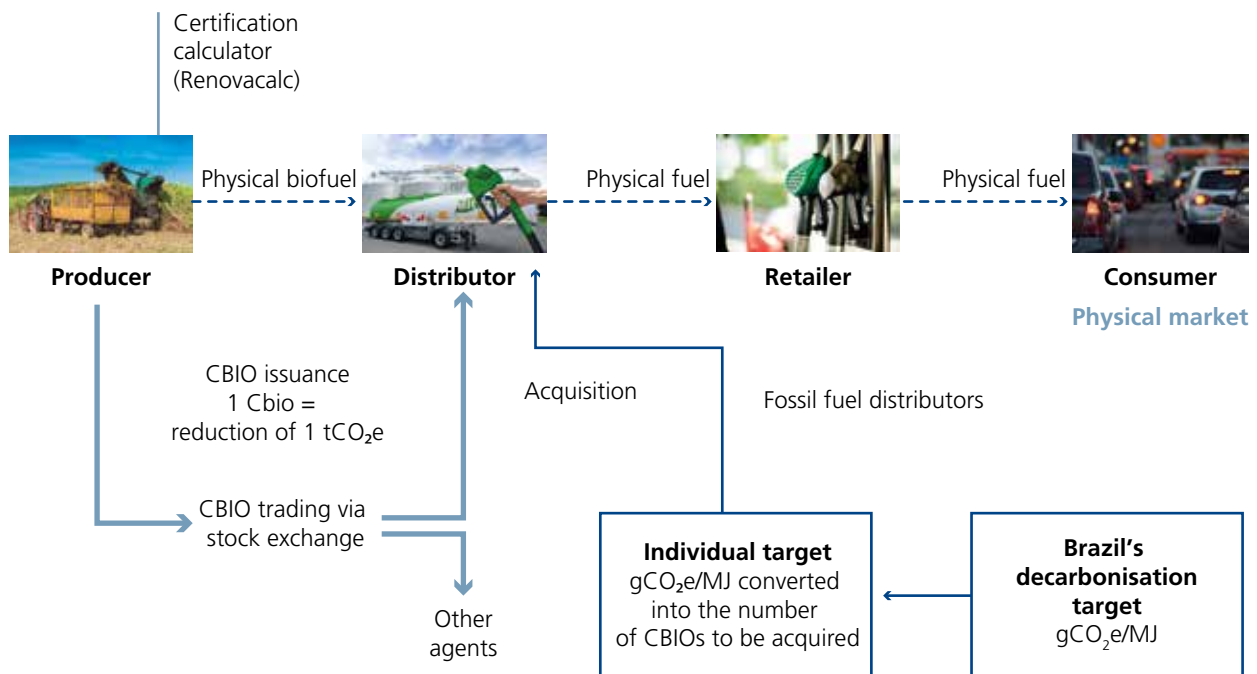 Certification
calculator
(Renovacalc)
Physical biofuel
Physical fuel
Physical fuel
Producer
Distributor
Retailer
Consumer
Physical market
CBIO issuance
1 Cbio =
reduction of 1 tCO₂e
Acquisition
Fossil fuel distributors
CBIO trading via
stock exchange
Other
agents
Individual target
gCO₂e/MJ converted
into the number
of CBIOs to be acquired
Brazil's
decarbonisation
target
gCO₂e/MJ